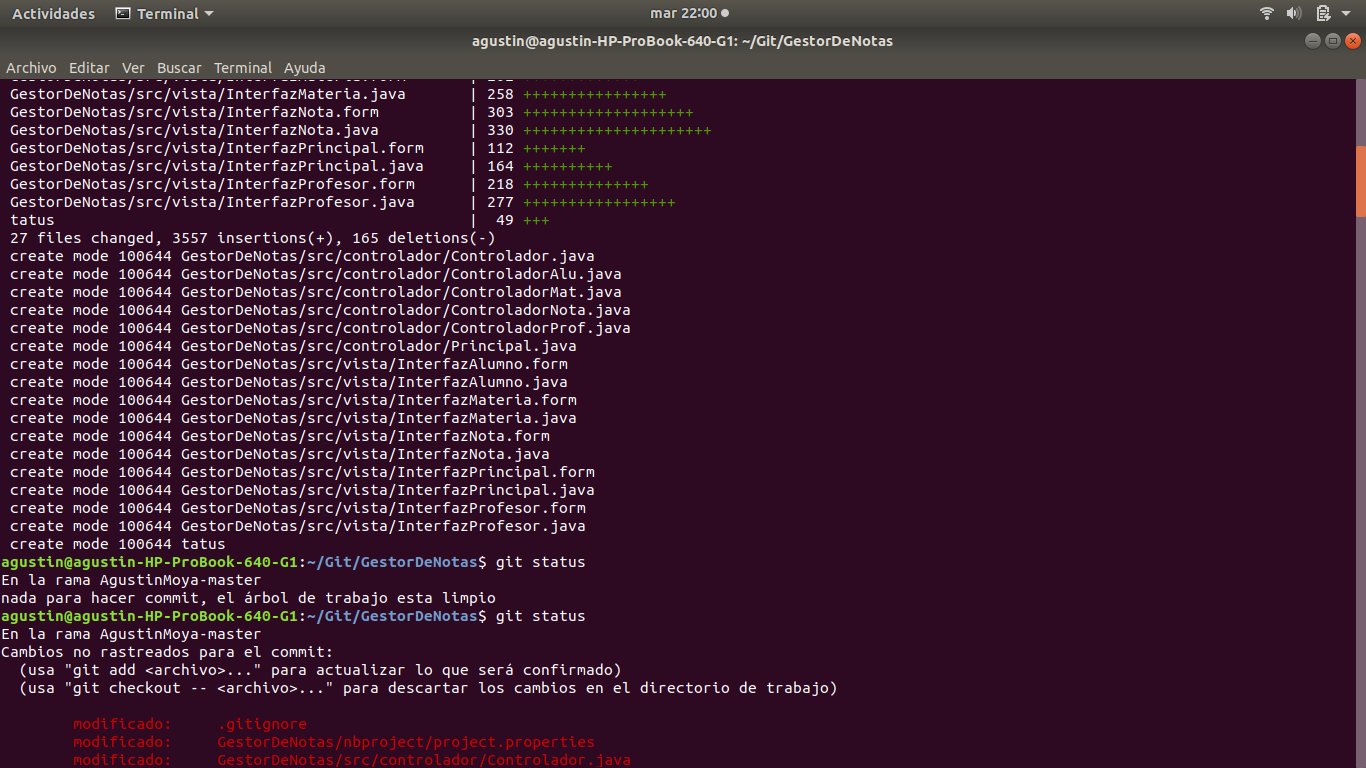 Actividades Terminal mar 22:00
agustin@agustin-HP-ProBook-640-G1: ~/Git/GestorDeNotas
Archivo Editar Ver Buscar Terminal Ayuda
GestorDeNotas/src/vista/InterfazMateria.java | 258 ++++++++++++++++
GestorDeNotas/src/vista/InterfazNota.form | 303 +++++++++++++++++++
GestorDeNotas/src/vista/InterfazNota.java | 330 +++++++++++++++++++++
GestorDeNotas/src/vista/InterfazPrincipal.form | 112 +++++++
GestorDeNotas/src/vista/InterfazPrincipal.java | 164 ++++++++++
GestorDeNotas/src/vista/InterfazProfesor.form | 218 ++++++++++++++
GestorDeNotas/src/vista/InterfazProfesor.java | 277 +++++++++++++++++
tatus | 49 +++
27 files changed, 3557 insertions(+), 165 deletions(-)
create mode 100644 GestorDeNotas/src/controlador/Controlador.java
create mode 100644 GestorDeNotas/src/controlador/ControladorAlu.java
create mode 100644 GestorDeNotas/src/controlador/ControladorMat.java
create mode 100644 GestorDeNotas/src/controlador/ControladorNota.java
create mode 100644 GestorDeNotas/src/controlador/ControladorProf.java
create mode 100644 GestorDeNotas/src/controlador/Principal.java
create mode 100644 GestorDeNotas/src/vista/InterfazAlumno.form
create mode 100644 GestorDeNotas/src/vista/InterfazAlumno.java
create mode 100644 GestorDeNotas/src/vista/InterfazMateria.form
create mode 100644 GestorDeNotas/src/vista/InterfazMateria.java
create mode 100644 GestorDeNotas/src/vista/InterfazNota.form
create mode 100644 GestorDeNotas/src/vista/InterfazNota.java
create mode 100644 GestorDeNotas/src/vista/InterfazPrincipal.form
create mode 100644 GestorDeNotas/src/vista/InterfazPrincipal.java
create mode 100644 GestorDeNotas/src/vista/InterfazProfesor.form
create mode 100644 GestorDeNotas/src/vista/InterfazProfesor.java
create mode 100644 tatus
agustin@agustin-HP-ProBook-640-G1:~/Git/GestorDeNotas$ git status
En la rama AgustinMoya-master
nada para hacer commit, el árbol de trabajo esta limpio
agustin@agustin-HP-ProBook-640-G1:~/Git/GestorDeNotas$ git status
En la rama AgustinMoya-master
Cambios no rastreados para el commit:
(usa "git add <archivo>..." para actualizar lo que será confirmado)
(usa "git checkout -- <archivo>..." para descartar los cambios en el directorio de trabajo)
modificado: .gitignore
modificado: GestorDeNotas/nbproject/project.properties
modificado: GestorDeNotas/src/controlador/Controlador.java